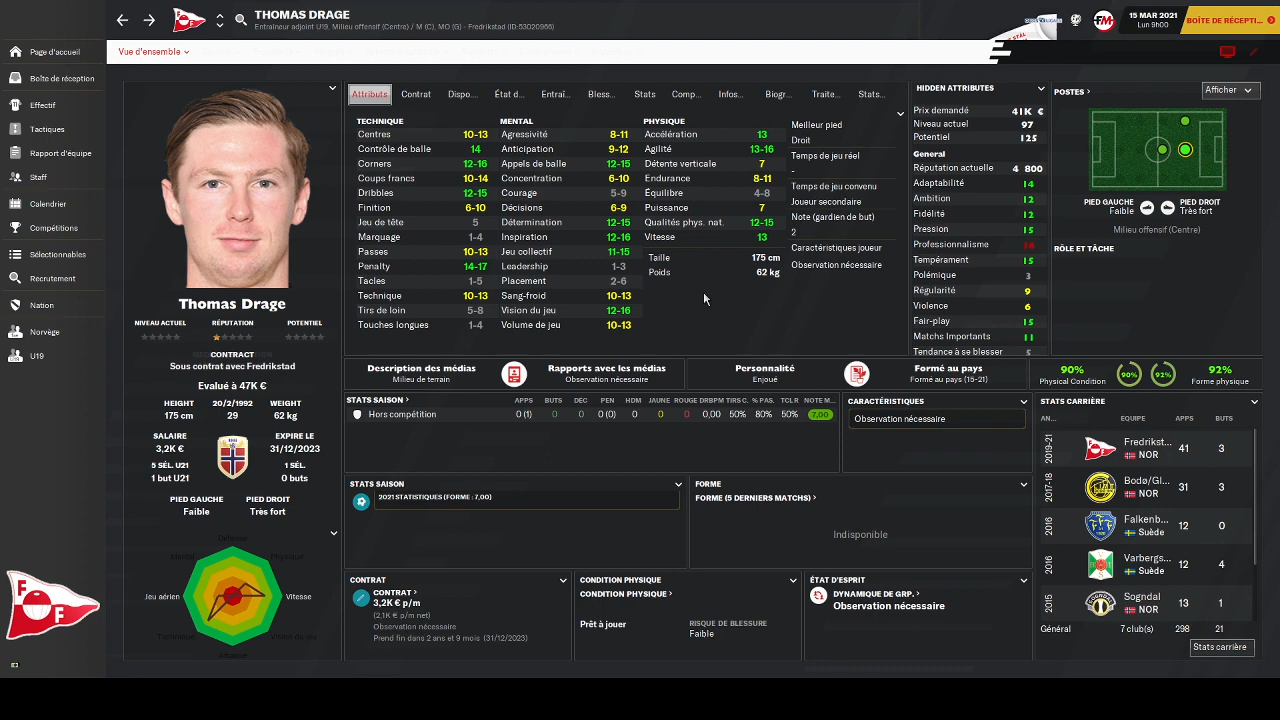 THOMAS DRAGE
Entraîneur adjoint U19, Milieu offensif (Centre) / M (C), MO (G) - Fredrikstad (ID:53020966)
15 MAR 2021
Lun 9h00
BOÎTE DE RÉCEPTI...
Vue d'ensemble
Page d'accueil
Boîte de réception
Effectif
Tactiques
Rapport d'équipe
Staff
Calendrier
Compétitions
Sélectionnables
Recrutement
Nation
Norvège
U19
Thomas Drage
NIVEAU ACTUEL RÉPUTATION POTENTIEL
CONTRACT
Sous contrat avec Fredrikstad
Evalué à 47K €
HEIGHT 20/2/1992 WEIGHT
175 cm 29 62 kg
SALAIRE EXPIRE LE
3,2K € 31/12/2023
5 SÉL. U21 1 SÉL.
1 but U21 0 buts
PIED GAUCHE PIED DROIT
Faible Très fort
Défense
Mental Physique
Jeu aérien Vitesse
Technique Vision du jeu
Attaque
Attributs Contrat Dispo... État d... Entraî... Bless... Stats Comp... Infos... Biogr... Traite... Stats...
TECHNIQUE
Centres 10-13
Contrôle de balle 14
Corners 12-16
Coups francs 10-14
Dribbles 12-15
Finition 6-10
Jeu de tête 5
Marquage 1-4
Passes 10-13
Penalty 14-17
Tacles 1-5
Technique 10-13
Tirs de loin 5-8
Touches longues 1-4
MENTAL
Agressivité 8-11
Anticipation 9-12
Appels de balle 12-15
Concentration 6-10
Courage 5-9
Décisions 6-9
Détermination 12-15
Inspiration 12-16
Jeu collectif 11-15
Leadership 1-3
Placement 2-6
Sang-froid 10-13
Vision du jeu 12-16
Volume de jeu 10-13
PHYSIQUE
Accélération 13
Agilité 13-16
Détente verticale 7
Endurance 8-11
Équilibre 4-8
Puissance 7
Qualités phys. nat. 12-15
Vitesse 13
Taille 175 cm
Poids 62 kg
Meilleur pied
Droit
Temps de jeu réel
-
Temps de jeu convenu
Joueur secondaire
Note (gardien de but)
2
Caractéristiques joueur
Observation nécessaire
HIDDEN ATTRIBUTES
Prix demandé 41K €
Niveau actuel 97
Potentiel 125
General
Réputation actuelle 4 800
Adaptabilité 14
Ambition 12
Fidélité 12
Pression 15
Professionalisme 18
Tempérament 15
Polémique 3
Régularité 9
Violence 6
Fair-play 15
Matchs Importants 11
Tendance à se blesser 5
POSTES
Afficher
PIED GAUCHE PIED DROIT
Faible Très fort
Milieu offensif (Centre)
RÔLE ET TÂCHE
Description des médias
Milieu de terrain
Rapports avec les médias
Observation nécessaire
Personnalité
Enjoué
Formé au pays
Formé au pays (15-21)
90%
Physical Condition
90%
92%
92%
Forme physique
STATS SAISON
APPS BUTS DÉC PEN HDM JAUNE ROUGE DRBPM TIRS C. % PAS. TCL R NOTE M...
Hors compétition 0 (1) 0 0 0 (0) 0 0 0 0,00 50% 80% 50% 7,00
CARACTÉRISTIQUES
Observation nécessaire
STATS SAISON
2021 STATISTIQUES (FORME : 7,00)
FORME
FORME (5 DERNIERS MATCHS)
Indisponible
CONTRAT
CONTRAT
3,2K € p/m
(2,1K € p/m net)
Observation nécessaire
Prend fin dans 2 ans et 9 mois (31/12/2023)
CONDITION PHYSIQUE
CONDITION PHYSIQUE
Prêt à jouer
RISQUE DE BLESSURE
Faible
ÉTAT D'ESPRIT
DYNAMIQUE DE GRP.
Observation nécessaire
STATS CARRIÈRE
AN... EQUIPE APPS BUTS
2019-21 Fredrikst... NOR 41 3
2017-18 Bodø/Gl... NOR 31 3
2016 Falkenb... Suède 12 0
2016 Varbergs... Suède 12 4
2015 Sogndal NOR 13 1
Général 7 club(s) 298 21
Stats carrière